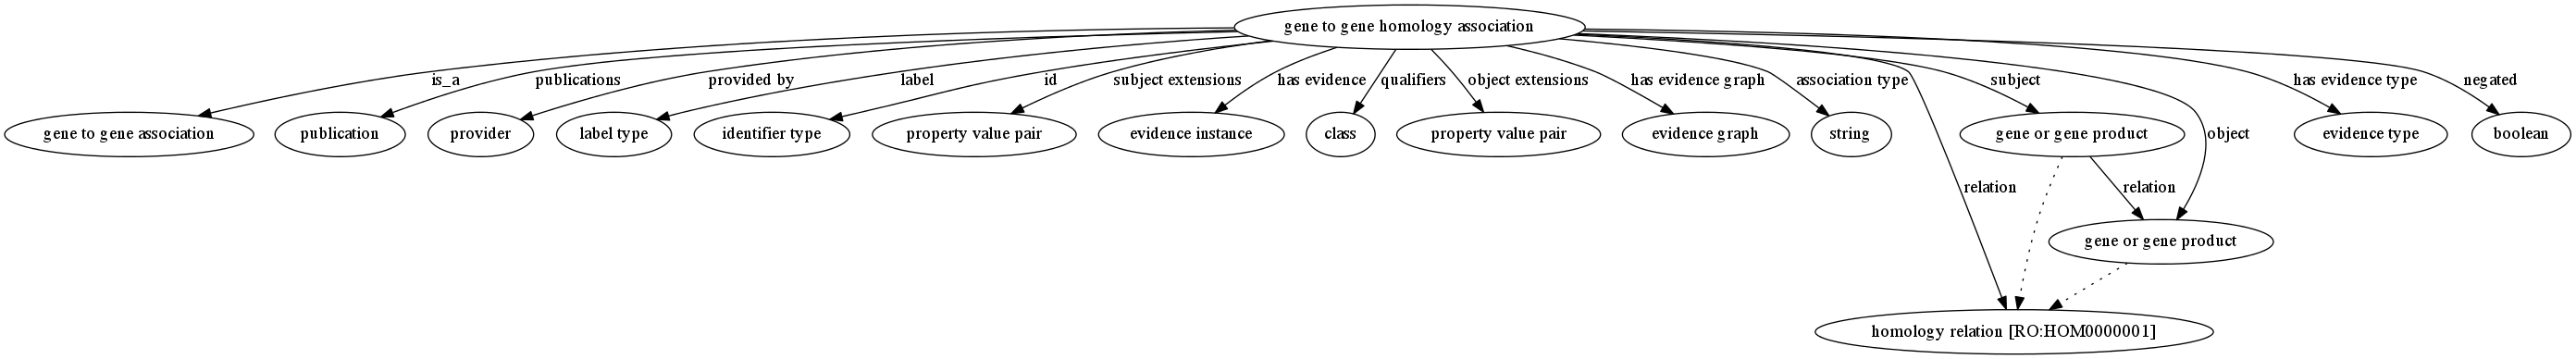 gene to gene homology association
is_a
publications
provided by
label
id
subject extensions
has evidence
qualifiers
object extensions
has evidence graph
association type
subject
has evidence type
negated
gene to gene association
publication
provider
label type
identifier type
property value pair
evidence instance
class
property value pair
evidence graph
string
gene or gene product
object
evidence type
boolean
relation
relation
gene or gene product
homology relation [RO:HOM0000001]